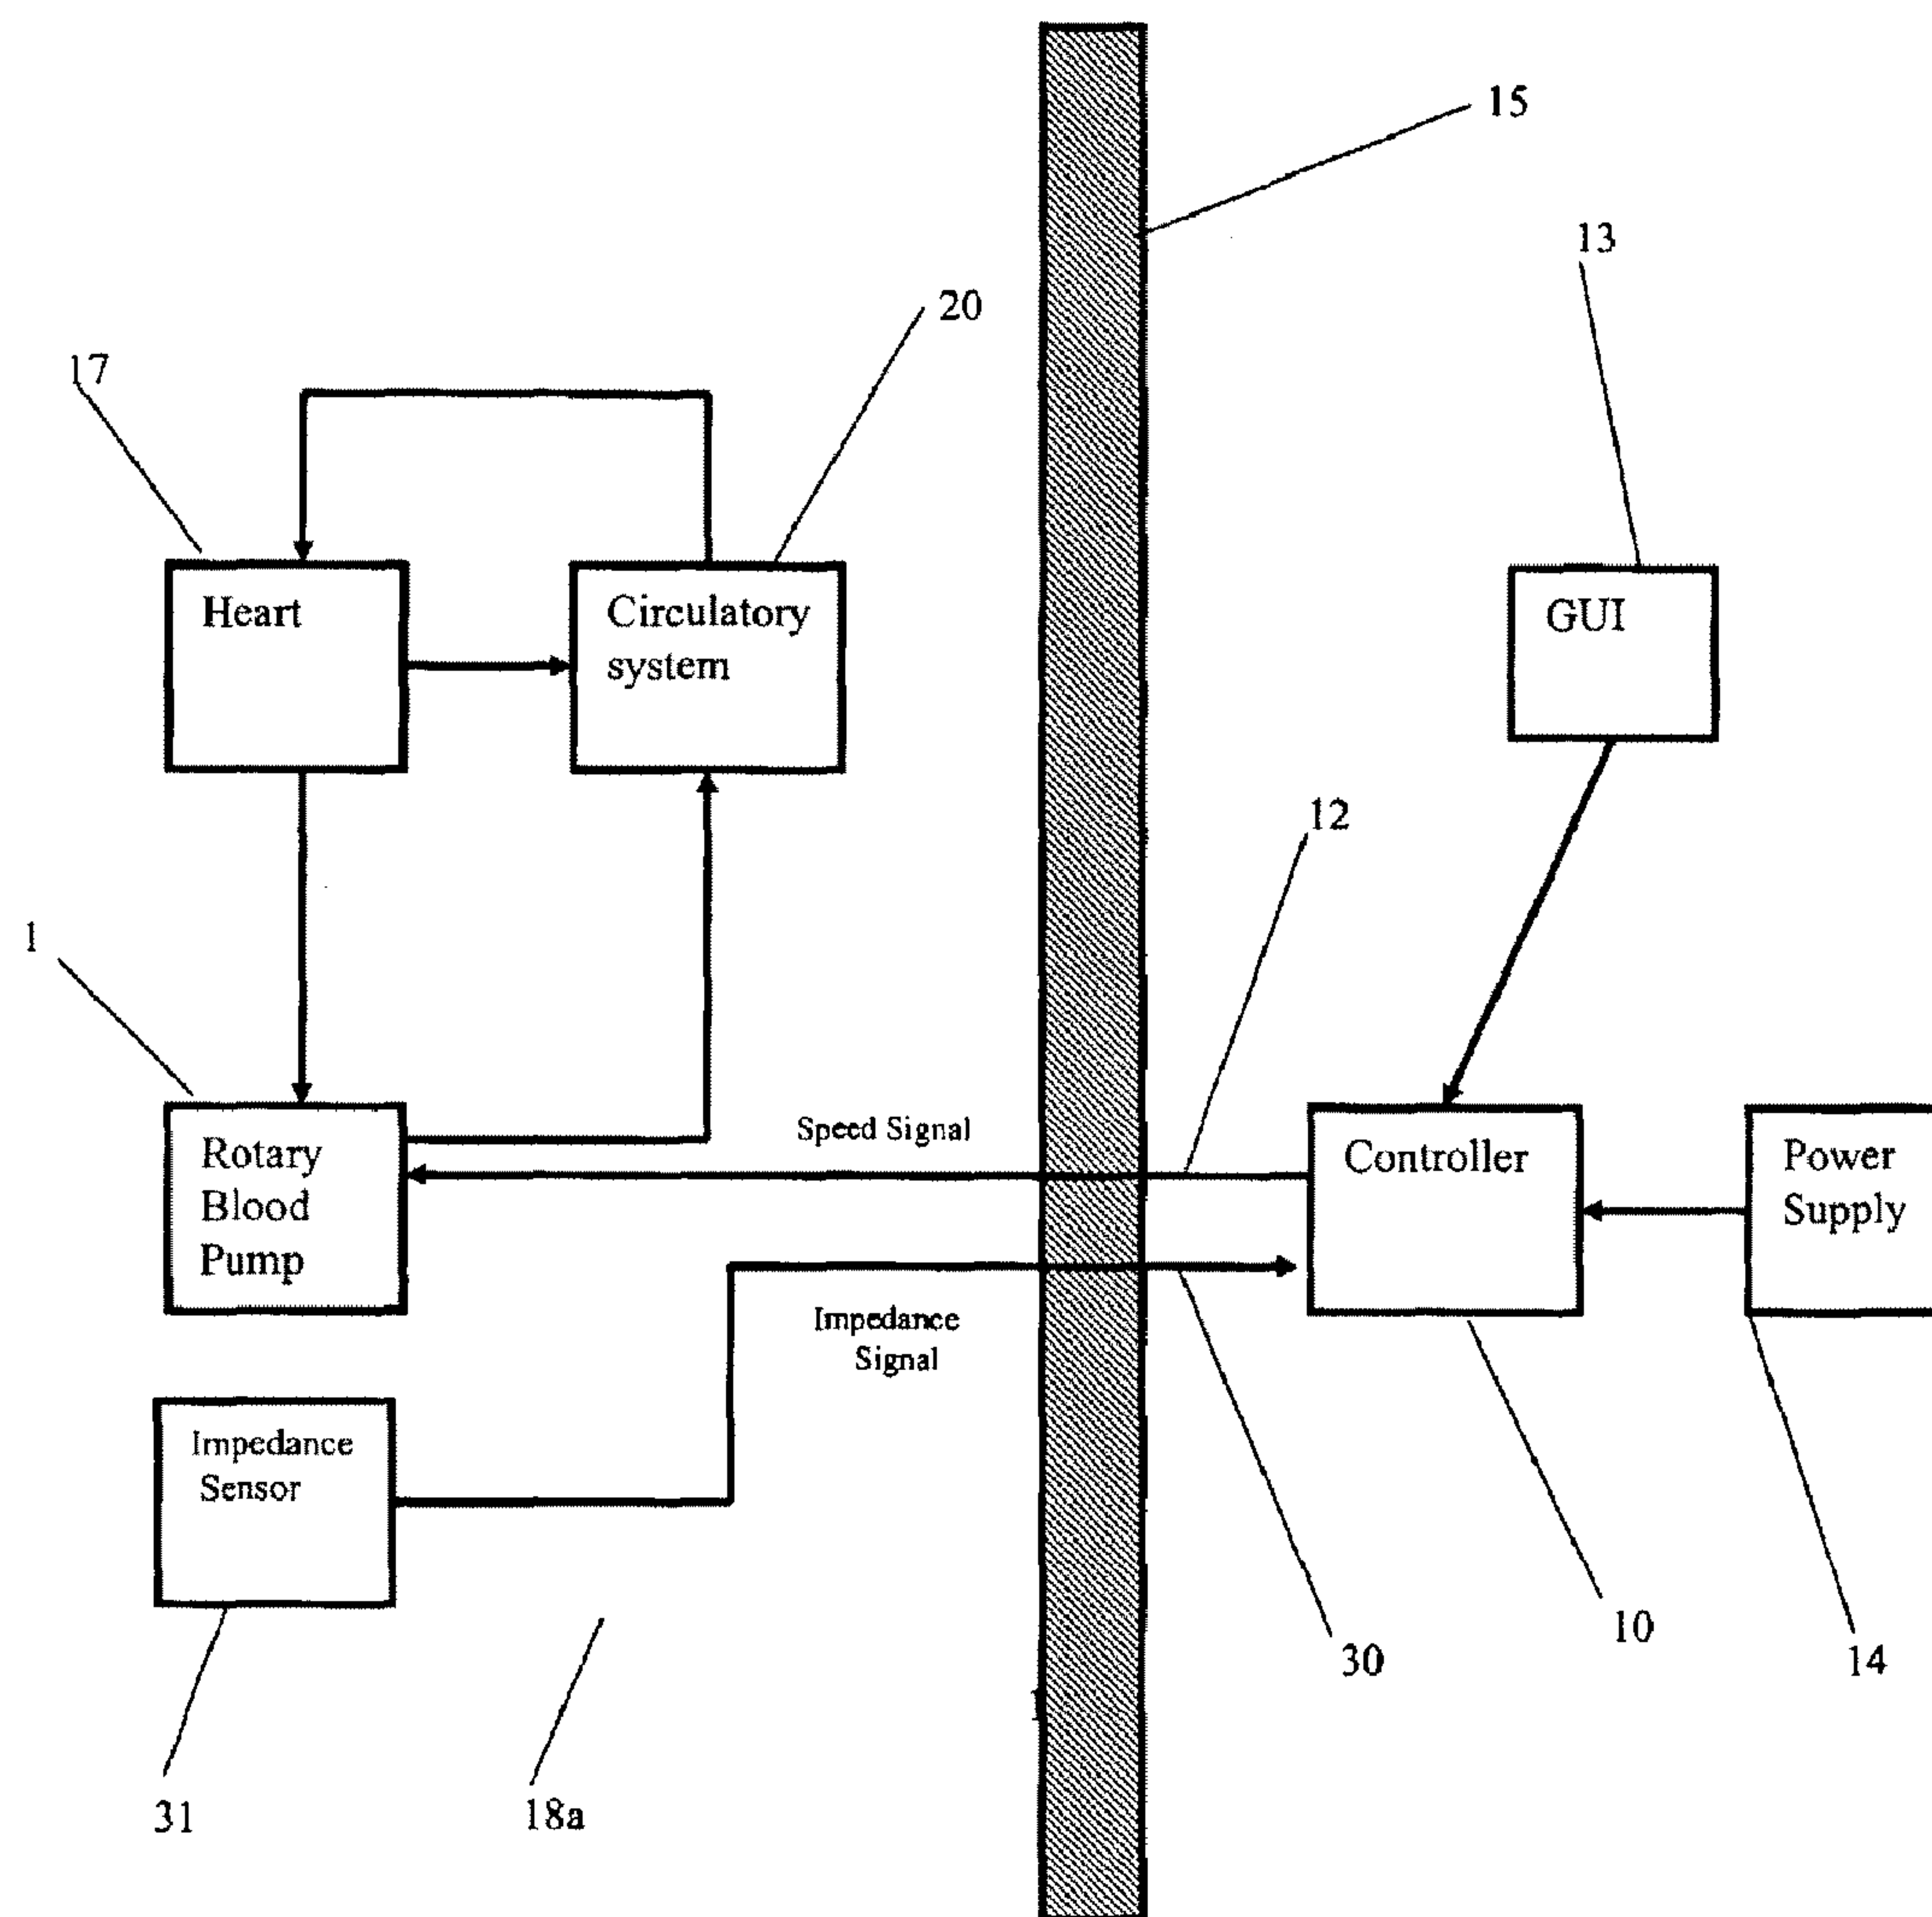 15
13
20
17
Heart
Circulatory
system
GUI
12
1
Speed Signal
Rotary
Blood
Pump
Controller
Power
Supply
Impedance
Signal
Impedance
Sensor
10
30
14
1
31
18a